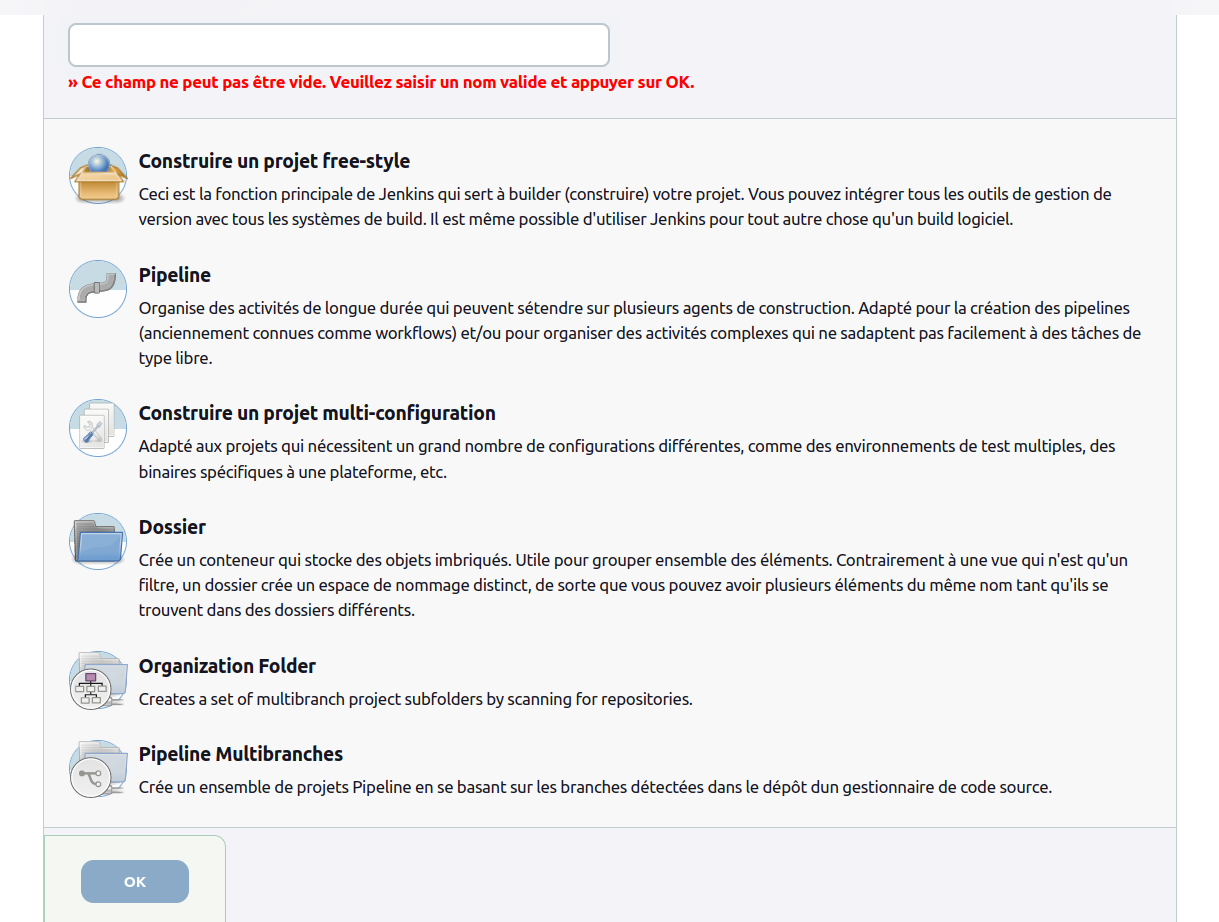 » Ce champ ne peut pas être vide. Veuillez saisir un nom valide et appuyer sur OK.
Construire un projet free-style
Ceci est la fonction principale de Jenkins qui sert à builder (construire) votre projet. Vous pouvez intégrer tous les outils de gestion de
version avec tous les systèmes de build. Il est même possible d'utiliser Jenkins pour tout autre chose qu'un build logiciel.
Pipeline
Organise des activités de longue durée qui peuvent sétendre sur plusieurs agents de construction. Adapté pour la création des pipelines
(anciennement connues comme workflows) et/ou pour organiser des activités complexes qui ne sadaptent pas facilement à des tâches de
type libre.
Construire un projet multi-configuration
Adapté aux projets qui nécessitent un grand nombre de configurations différentes, comme des environnements de test multiples, des
binaires spécifiques à une plateforme, etc.
Dossier
Crée un conteneur qui stocke des objets imbriqués. Utile pour grouper ensemble des éléments. Contrairement à une vue qui n'est qu'un
filtre, un dossier crée un espace de nommage distinct, de sorte que vous pouvez avoir plusieurs éléments du même nom tant qu'ils se
trouvent dans des dossiers différents.
Organization Folder
Creates a set of multibranch project subfolders by scanning for repositories.
Pipeline Multibranches
Crée un ensemble de projets Pipeline en se basant sur les branches détectées dans le dépôt dun gestionnaire de code source.
OK